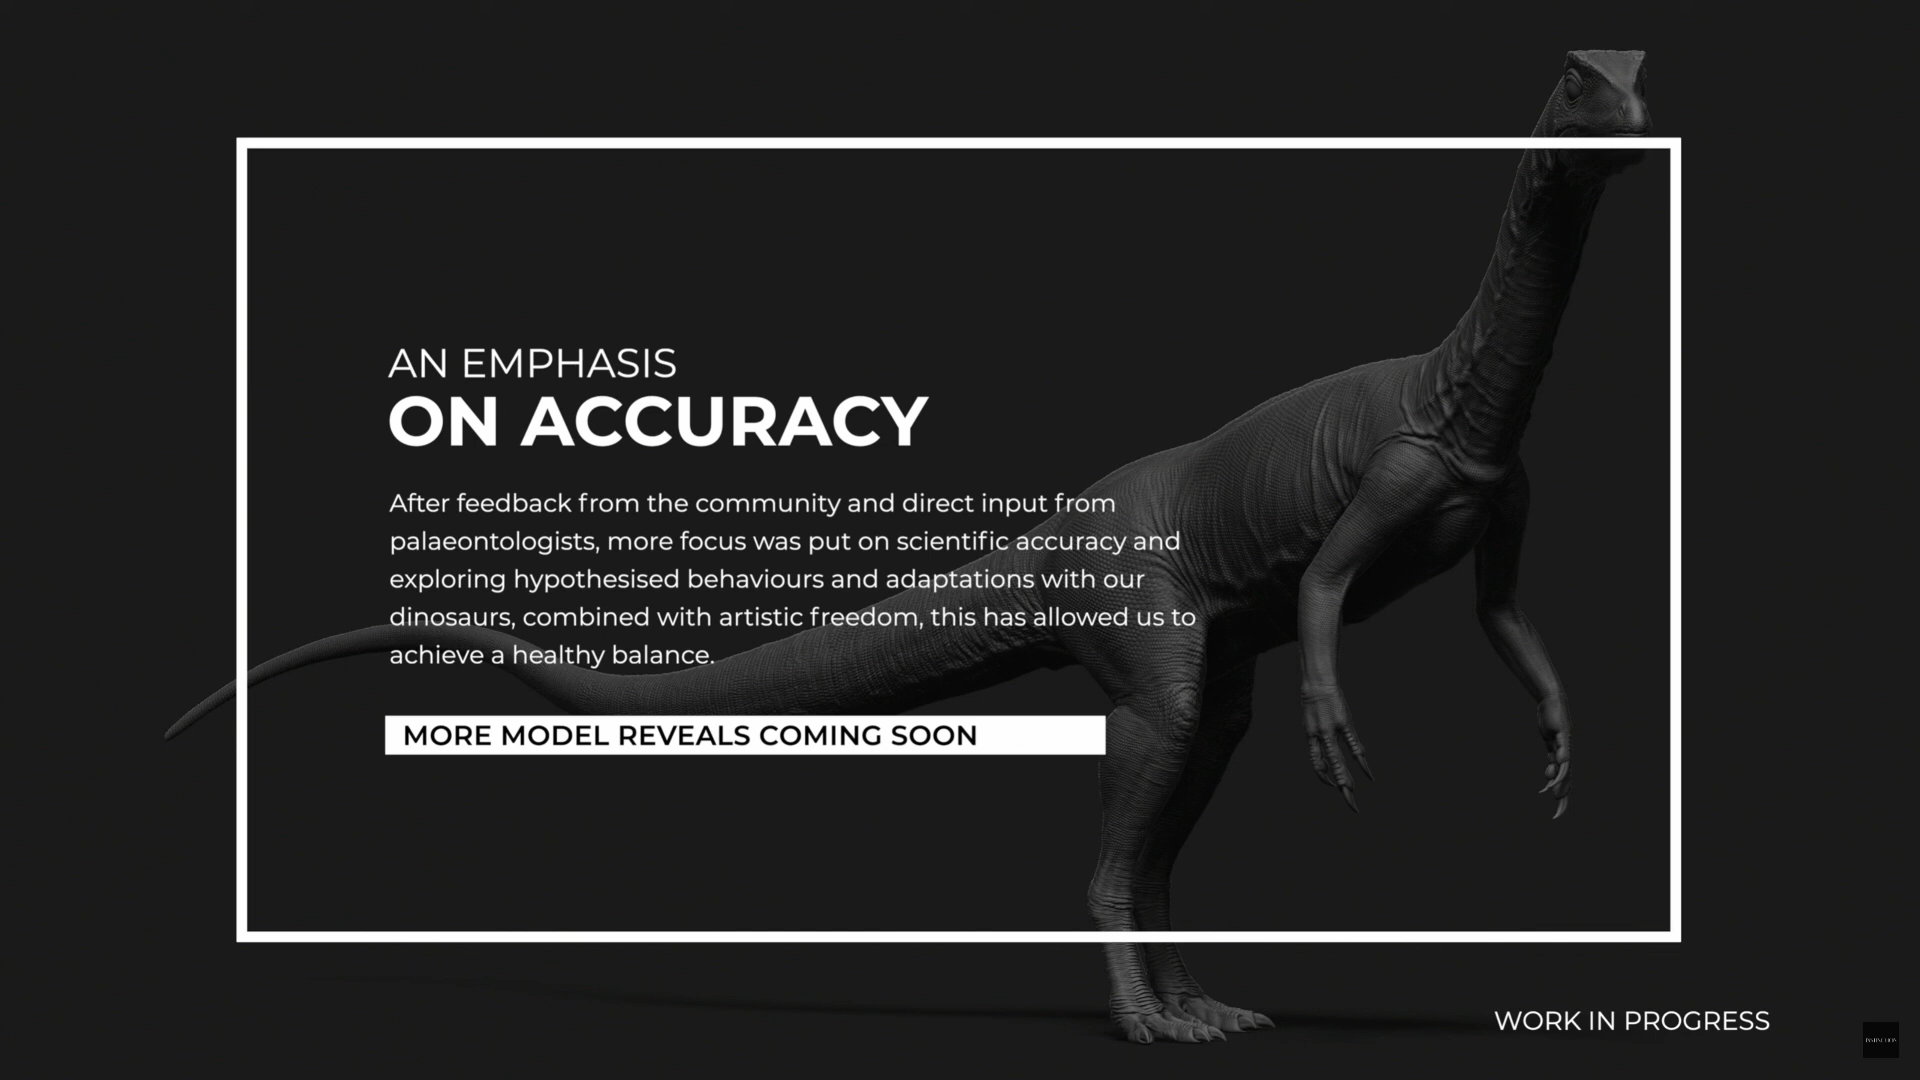 AN EMPHASIS
ON ACCURACY
After feedback from the community and direct input from
palaeontologists, more focus was put on scientific accuracy and
exploring hypothesised behaviours and adaptations with our
dinosaurs, combined with artistic freedom, this has allowed us to
achieve a healthy balance.
MORE MODEL REVEALS COMING SOON
WORK IN PROGRESS